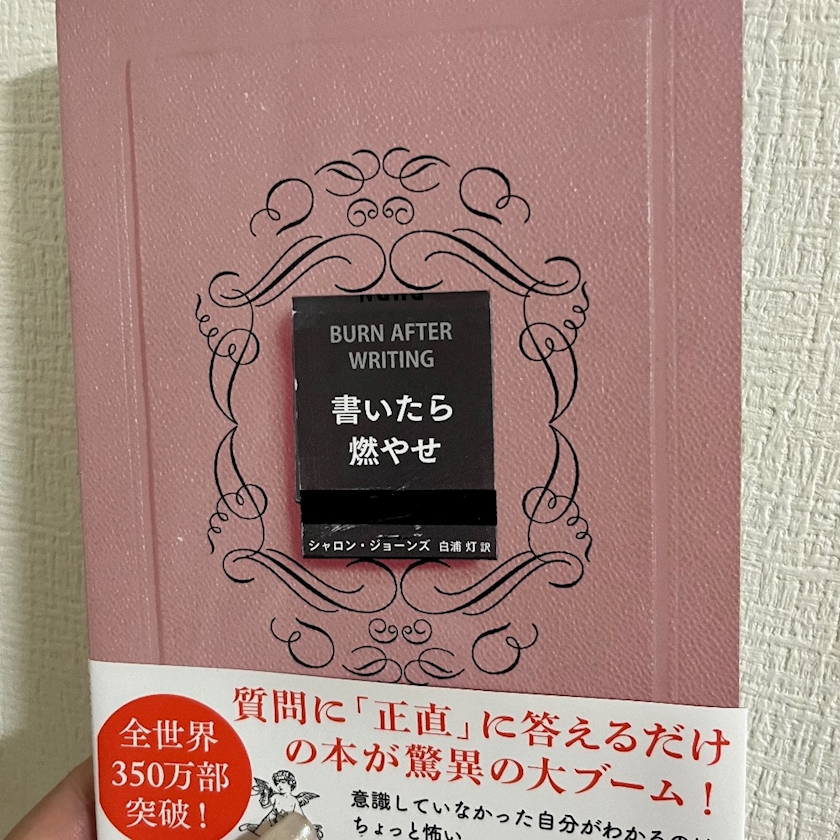 BURN AFTER
WRITING
書いたら
燃やせ
シャロン・ジョーンズ 白浦 灯 訳
質問に「正直」に答えるだけ
の本が驚異の大ブーム!
全世界
350万部
突破!
意識していなかった自分がわかるのは
ちょっと怖い